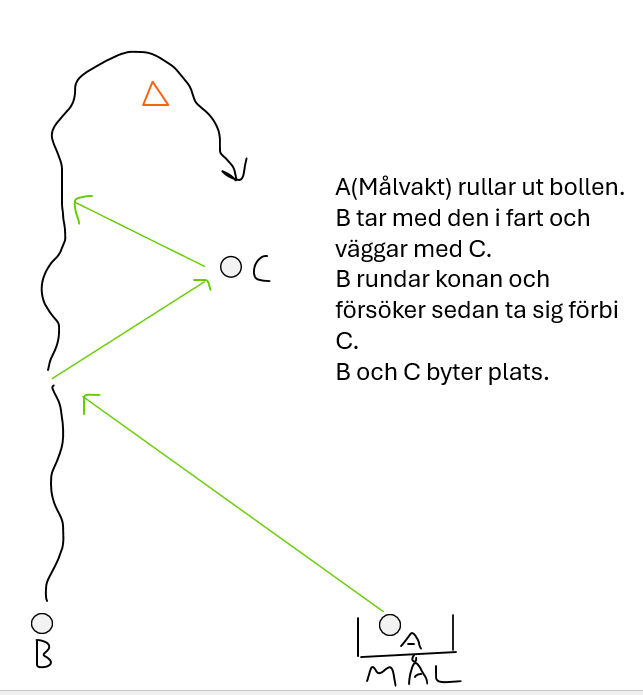 A(Målvakt) rullar ut bollen.
B tar med den i fart och
väggar med C.
B rundar konan och
försöker sedan ta sig förbi
C.
B och C byter plats.
C
B
A
MÅL